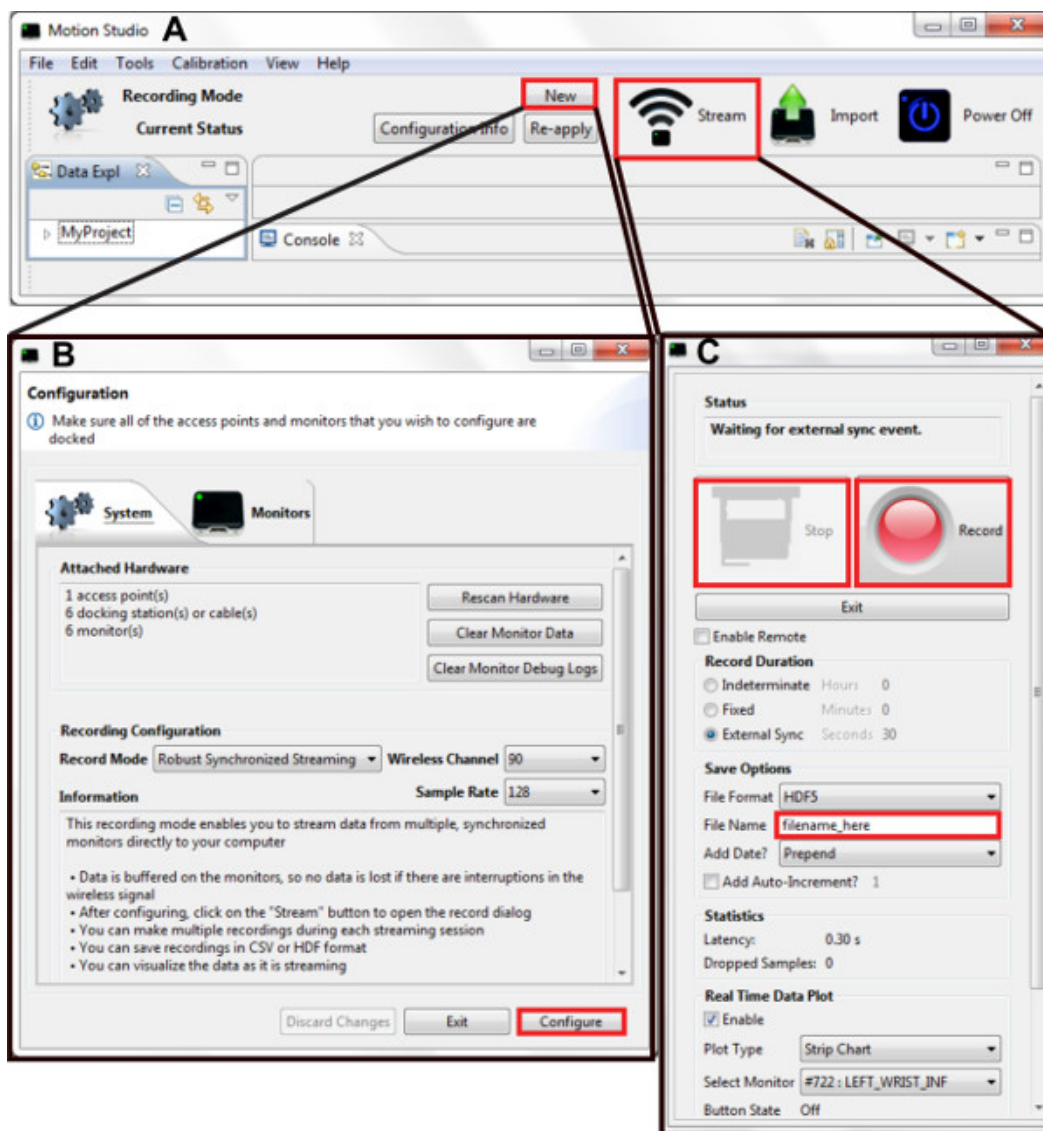 Motion Studio A
File Edit Tools Calibration View Help
Recording Mode
New
Current Status
Configuration Info
Re-apply
Stream
Import
Power Off
Data Expl
MyProject
Console
B
Configuration
Make sure all of the access points and monitors that you wish to configure are
docked
System
Monitors
Attached Hardware
1 access point(s)
6 docking station(s) or cable(s)
6 monitor(s)
Rescan Hardware
Clear Monitor Data
Clear Monitor Debug Logs
Recording Configuration
Record Mode Robust Synchronized Streaming Wireless Channel 90
Information
Sample Rate 128
This recording mode enables you to stream data from multiple, synchronized
monitors directly to your computer
• Data is buffered on the monitors, so no data is lost if there are interruptions in the
wireless signal
• After configuring, click on the "Stream" button to open the record dialog
• You can make multiple recordings during each streaming session
• You can save recordings in CSV or HDF format
• You can visualize the data as it is streaming
Discard Changes
Exit
Configure
C
Status
Waiting for external sync event.
Stop
Record
Exit
Enable Remote
Record Duration
Indeterminate Hours 0
Fixed Minutes 0
External Sync Seconds 30
Save Options
File Format HDF5
File Name filename_here
Add Date? Prepend
Add Auto-Increment? 1
Statistics
Latency: 0.30 s
Dropped Samples: 0
Real Time Data Plot
Enable
Plot Type Strip Chart
Select Monitor #722 : LEFT_WRIST_INF
Button State Off